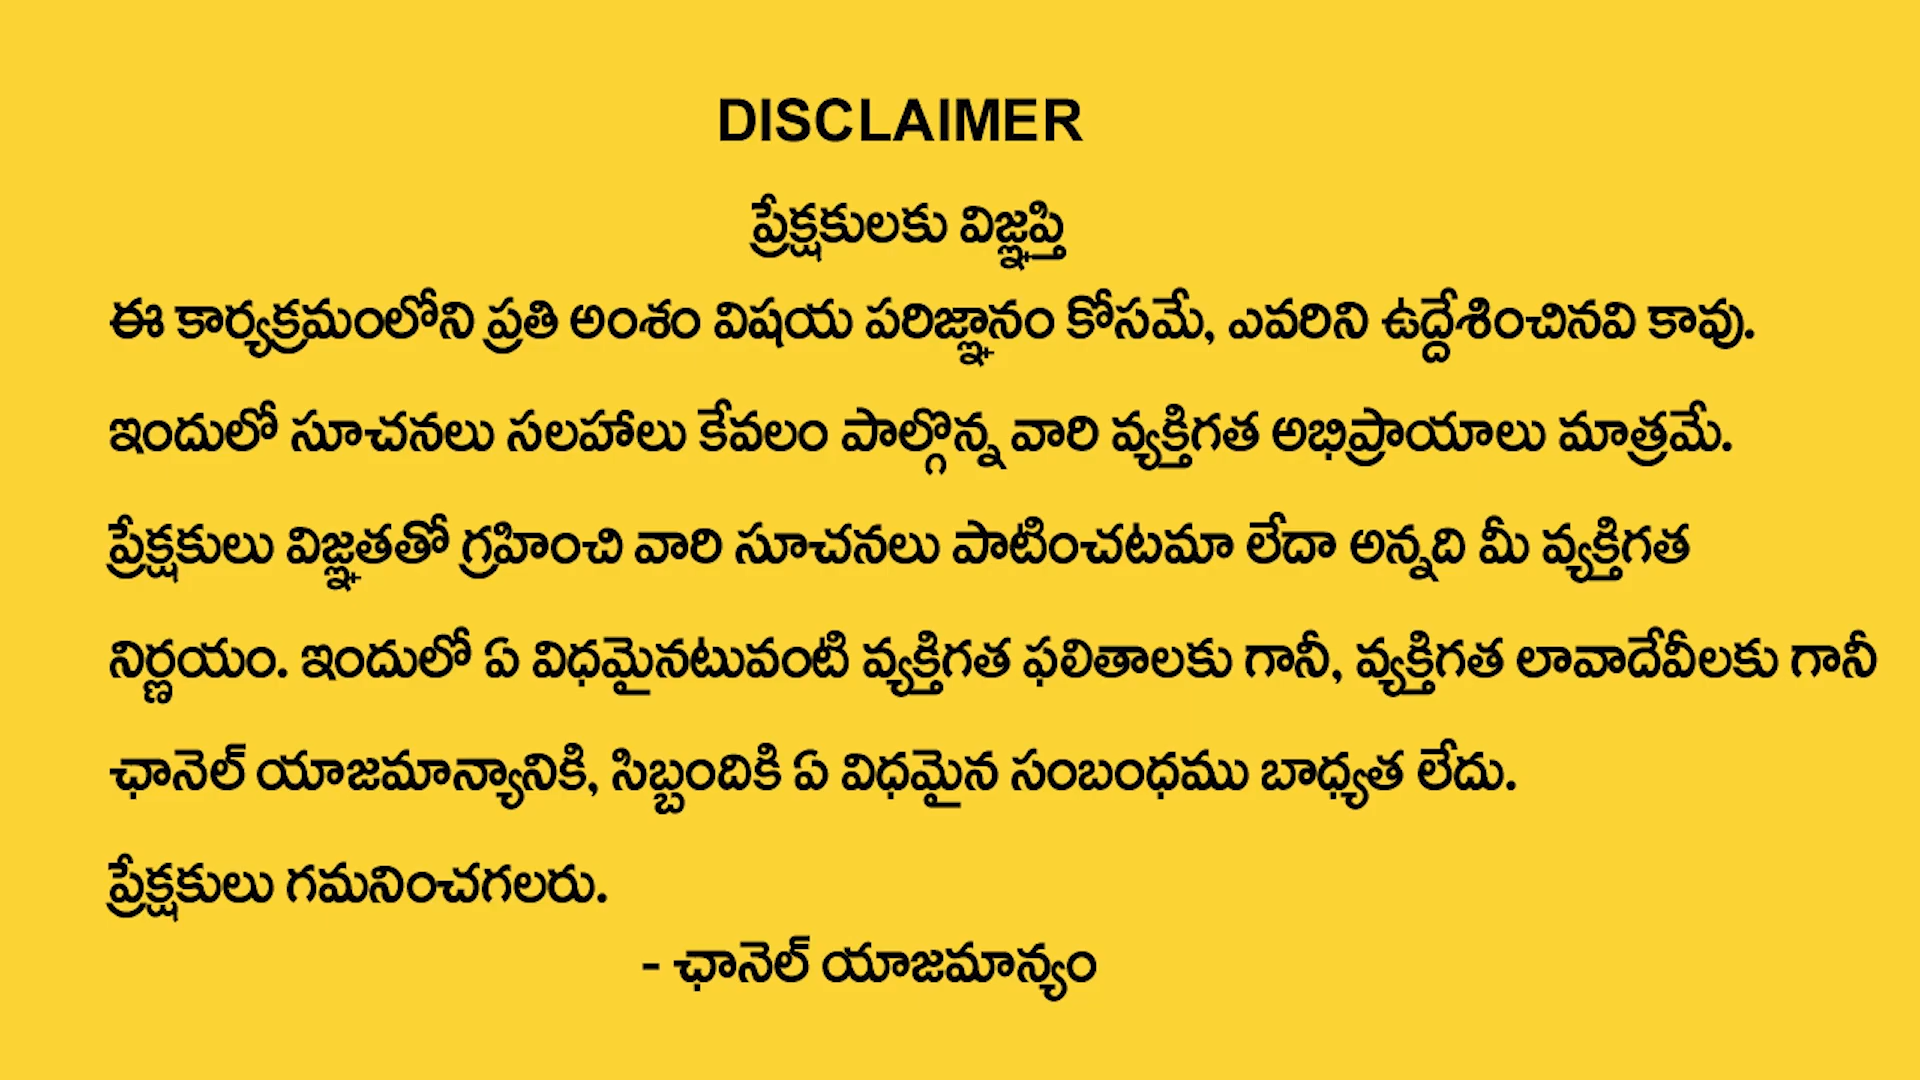 DISCLAIMER
ప్రేక్షకులకు విజ్ఞప్తి
ఈ కార్యక్రమంలోని ప్రతి అంశం విషయ పరిజ్ఞానం కోసమే, ఎవరిని ఉద్దేశించినవి కావు.
ఇందులో సూచనలు సలహాలు కేవలం పాల్గొన్న వారి వ్యక్తిగత అభిప్రాయాలు మాత్రమే.
ప్రేక్షకులు విజ్ఞతతో గ్రహించి వారి సూచనలు పాటించటమా లేదా అన్నది మీ వ్యక్తిగత
నిర్ణయం. ఇందులో ఏ విధమైనటువంటి వ్యక్తిగత ఫలితాలకు గానీ, వ్యక్తిగత లావాదేవీలకు గానీ
ఛానెల్ యాజమాన్యానికి, సిబ్బందికి ఏ విధమైన సంబంధము బాధ్యత లేదు.
ప్రేక్షకులు గమనించగలరు.
- ఛానెల్ యాజమాన్యం